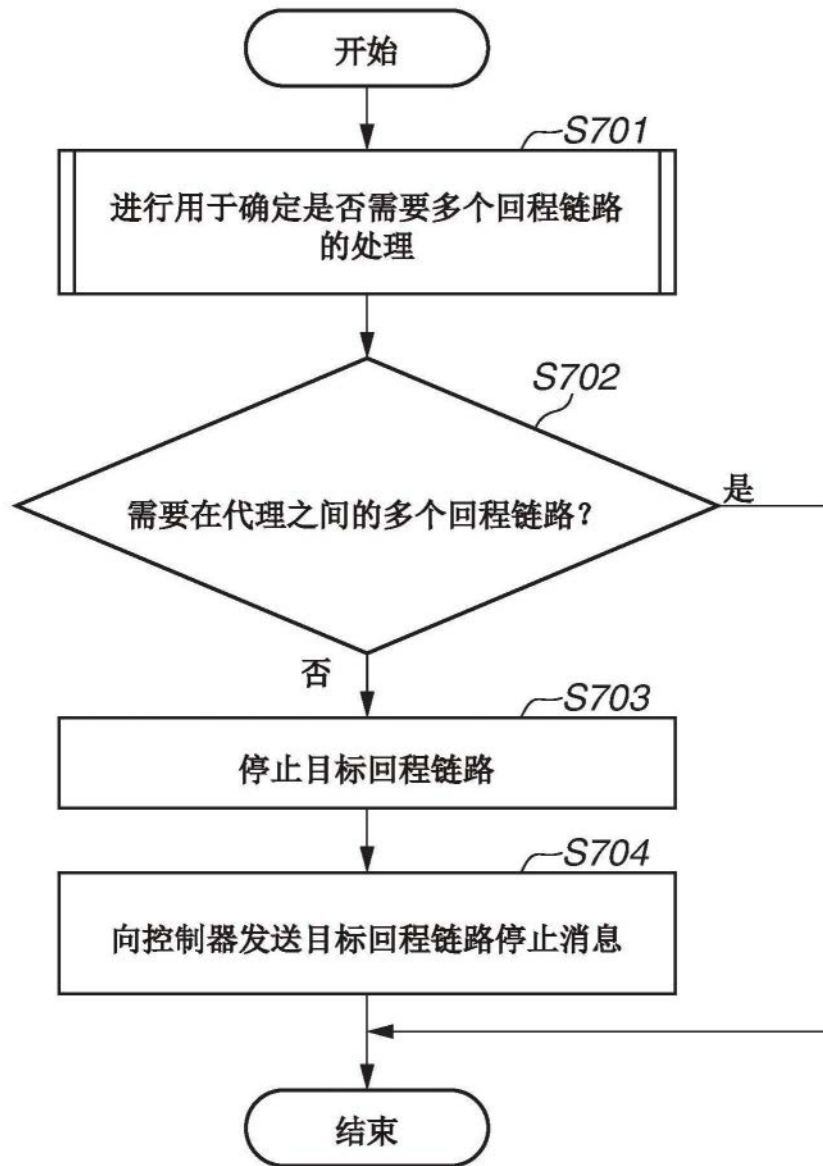 开始
S701
进行用于确定是否需要多个回程链路
的处理
S702
需要在代理之间的多个回程链路?
是
否
S703
停止目标回程链路
S704
向控制器发送目标回程链路停止消息
结束